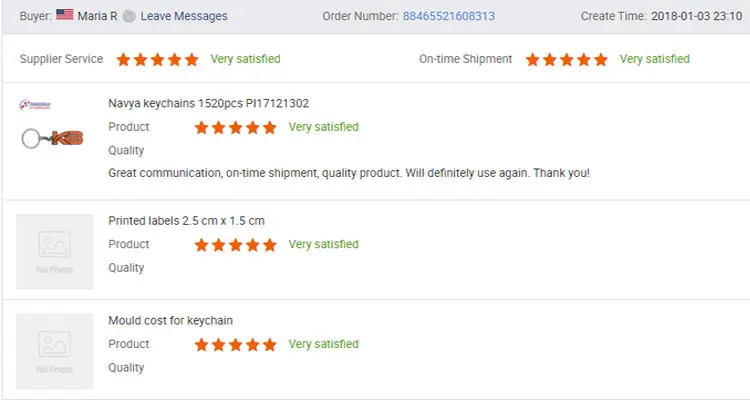 Buyer: Maria R Leave Messages Order Number: 88465521608313 Create Time: 2018-01-03 23:10
Supplier Service Very satisfied On-time Shipment Very satisfied
Navya keychains 1520pcs PI17121302
Product Very satisfied
Quality
Great communication, on-time shipment, quality product. Will definitely use again. Thank you!
KB
Printed labels 2.5 cm x 1.5 cm
Product Very satisfied
Quality
No Photo
Mould cost for keychain
Product Very satisfied
Quality
No Photo